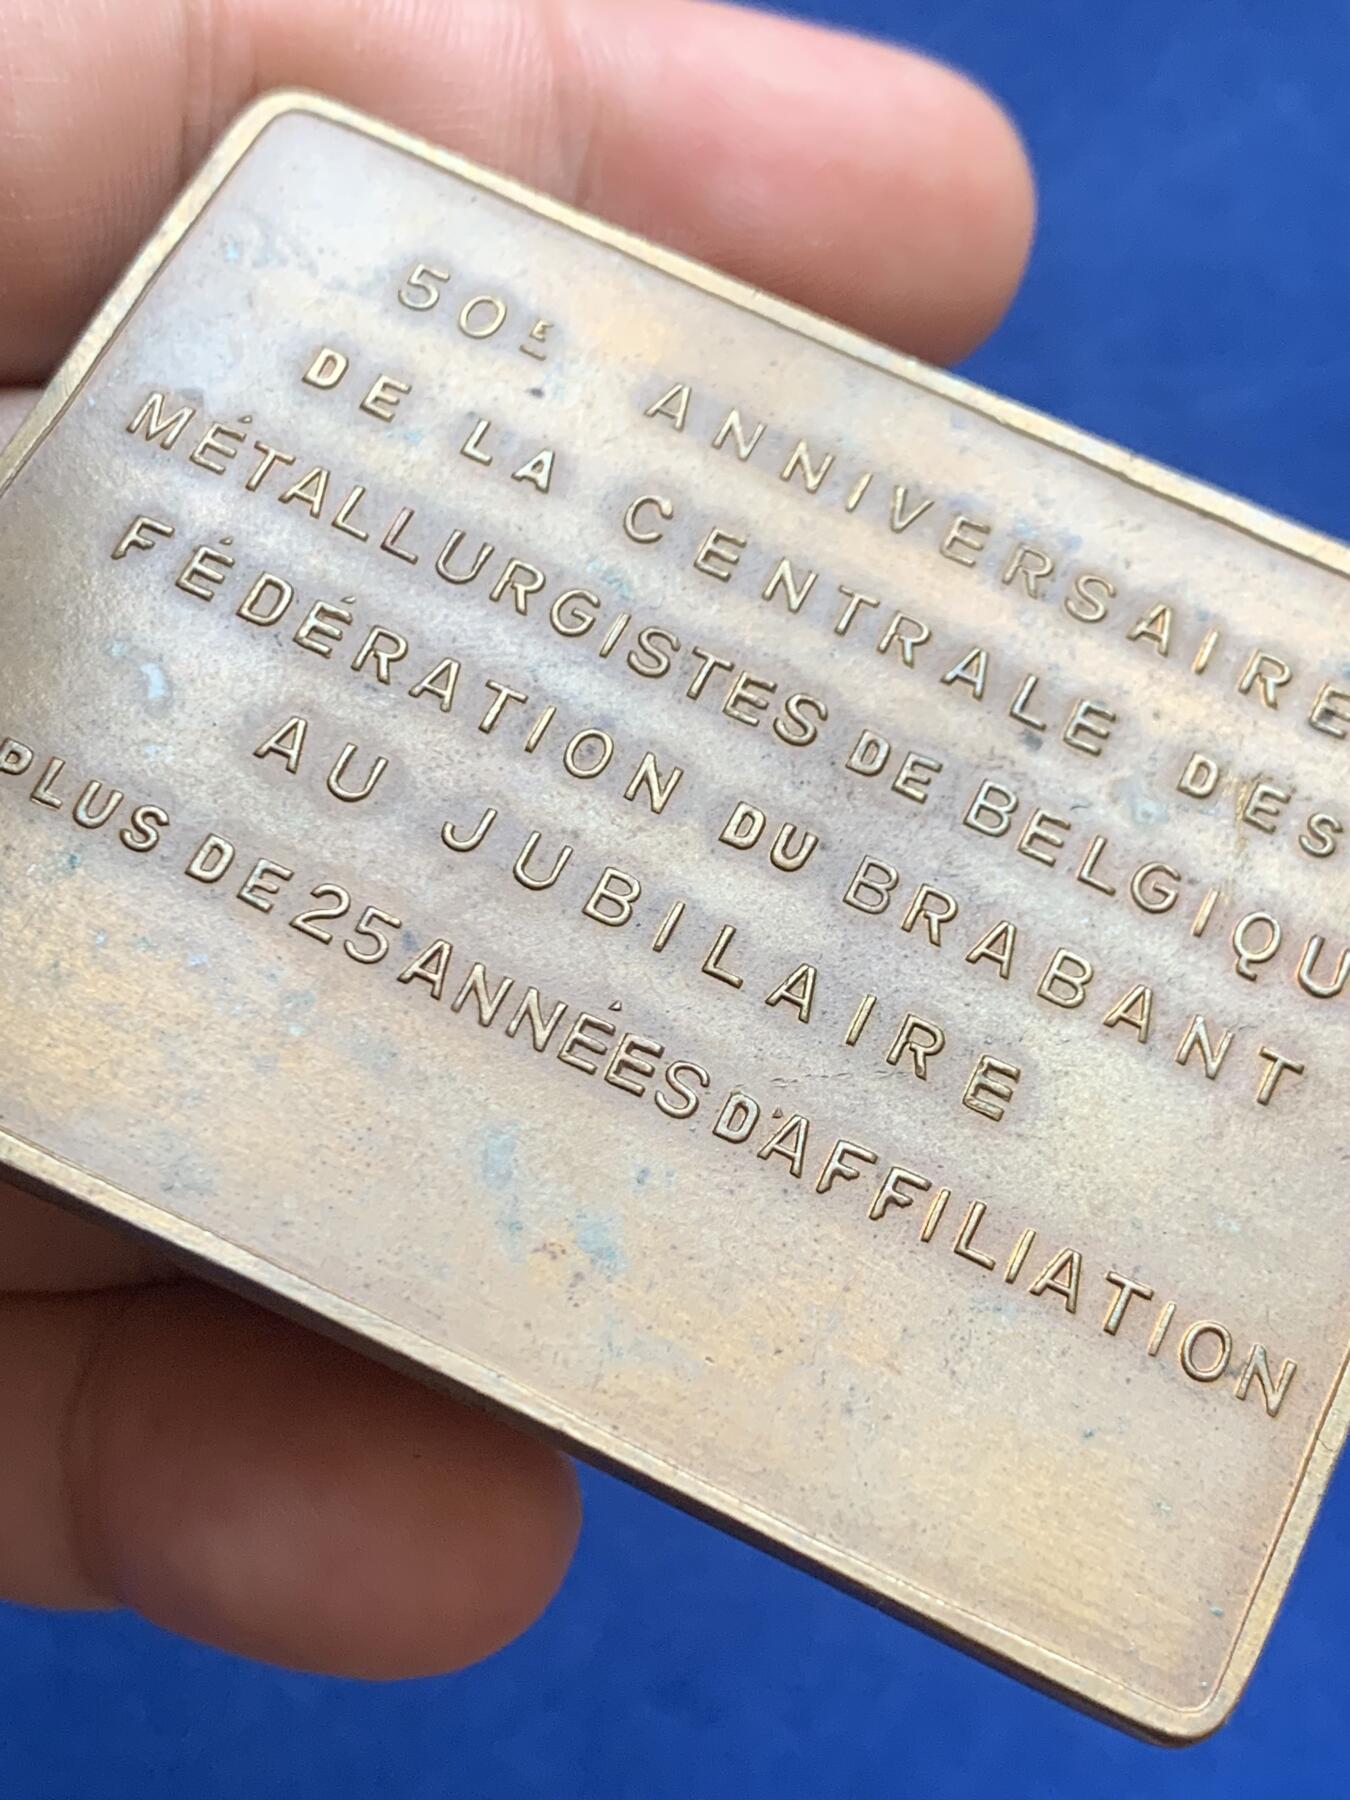 50E ANNIVERSAIRE
DE LA CENTRALE DES
MÉTALLURGISTES DE BELGIQU
FÉDÉRATION DU BRABANT
AU JUBILAIRE
PLUS DE 25 ANNÉES D'AFFILIATION